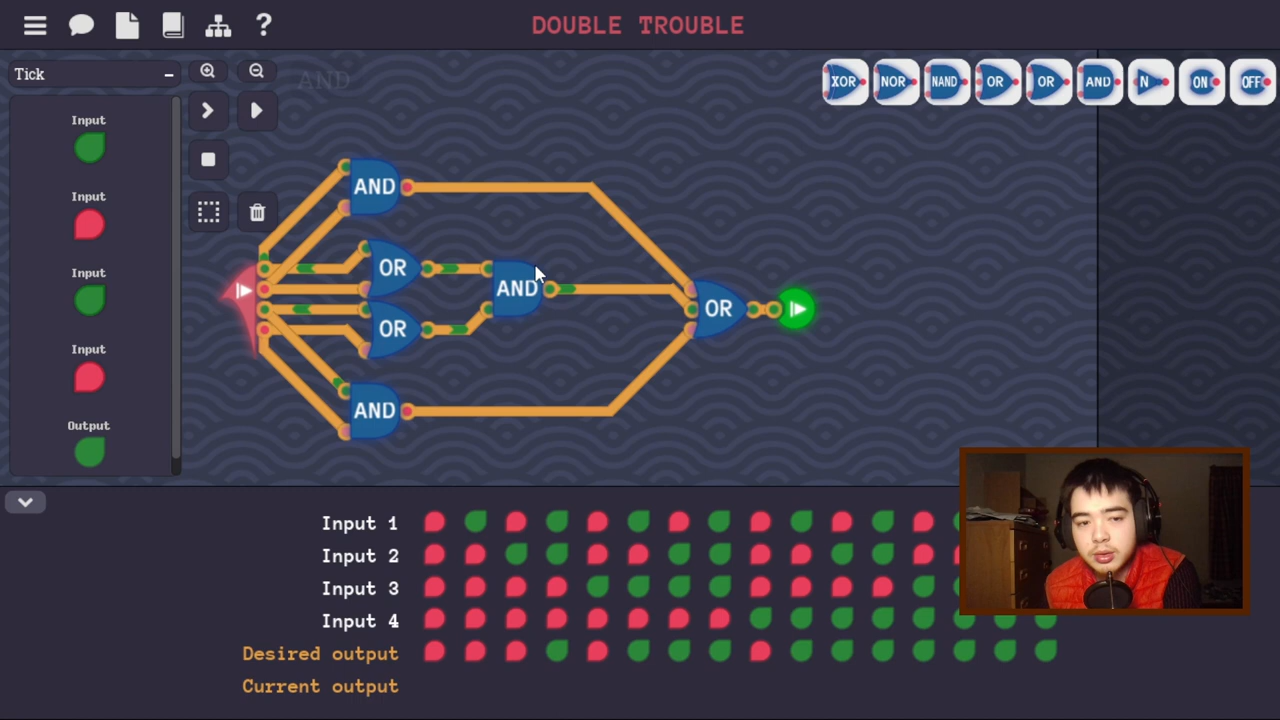 DOUBLE TROUBLE
Tick
AND
XOR NOR NAND OR OR AND N ON OFF
Input
Input
Input
Input
Output
AND
OR
AND
OR
OR
AND
Input 1
Input 2
Input 3
Input 4
Desired output
Current output